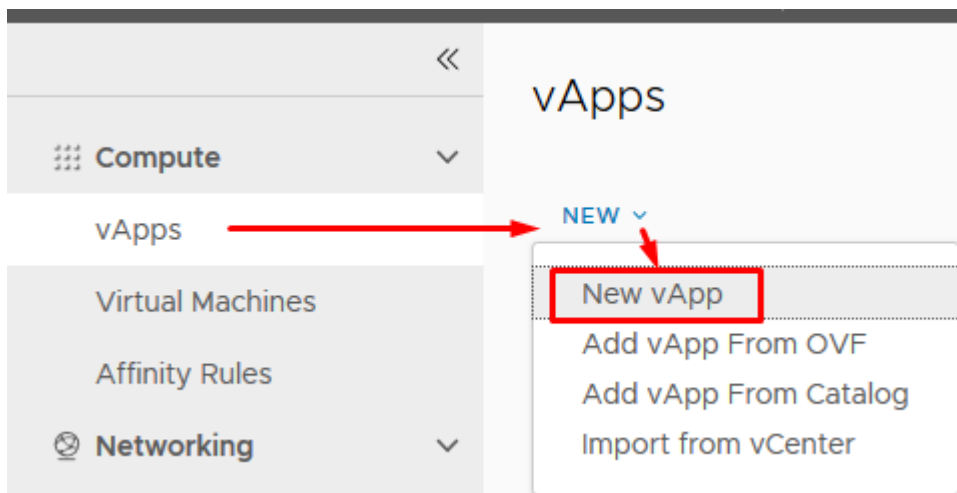 vApps
Compute
vApps
Virtual Machines
Affinity Rules
Networking
NEW
New vApp
Add vApp From OVF
Add vApp From Catalog
Import from vCenter